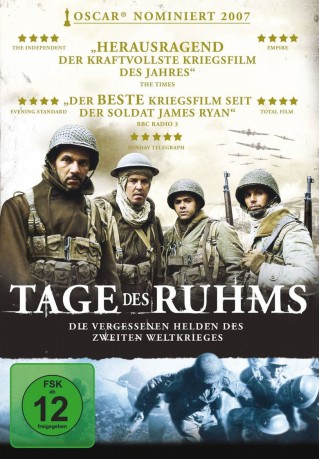 OSCAR® NOMINIERT 2007
THE INDEPENDENT
EMPIRE
„HERAUSRAGEND
DER KRAFTVOLLSTE KRIEGSFILM
DES JAHRES"
THE TIMES
EVENING STANDARD
TOTAL FILM
„DER BESTE KRIEGSFILM SEIT
DER SOLDAT JAMES RYAN"
BBC RADIO 3
SUNDAY TELEGRAPH
TAGE DES RUHMS
DIE VERGESSENEN HELDEN DES
ZWEITEN WELTKRIEGES
FSK
ab
12
freigegeben